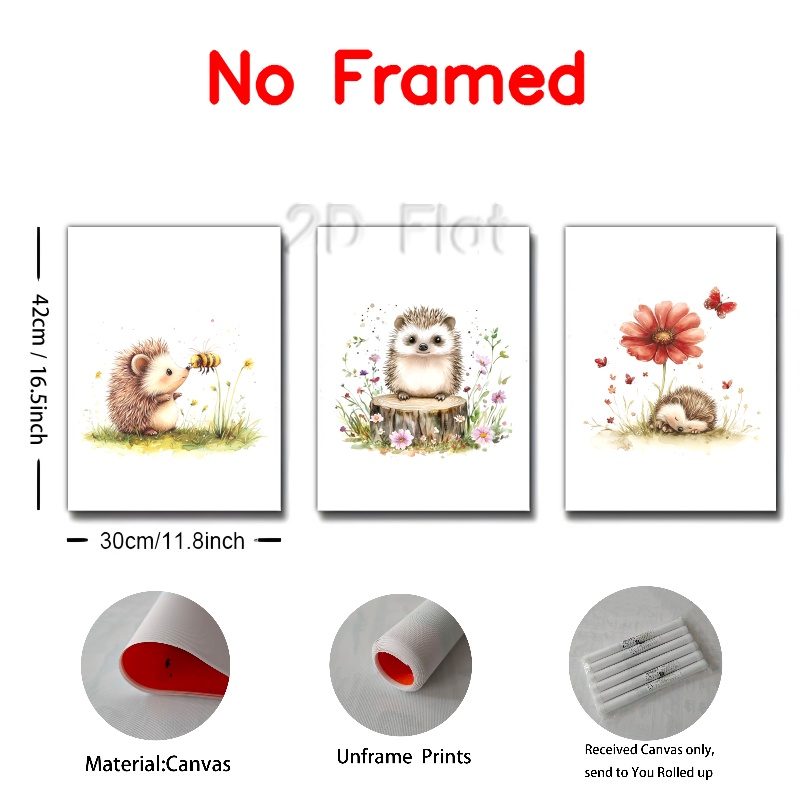 No Framed
2D Flat
42cm / 16.5inch
30cm/11.8inch
Material:Canvas
Unframe Prints
Received Canvas only,
send to You Rolled up